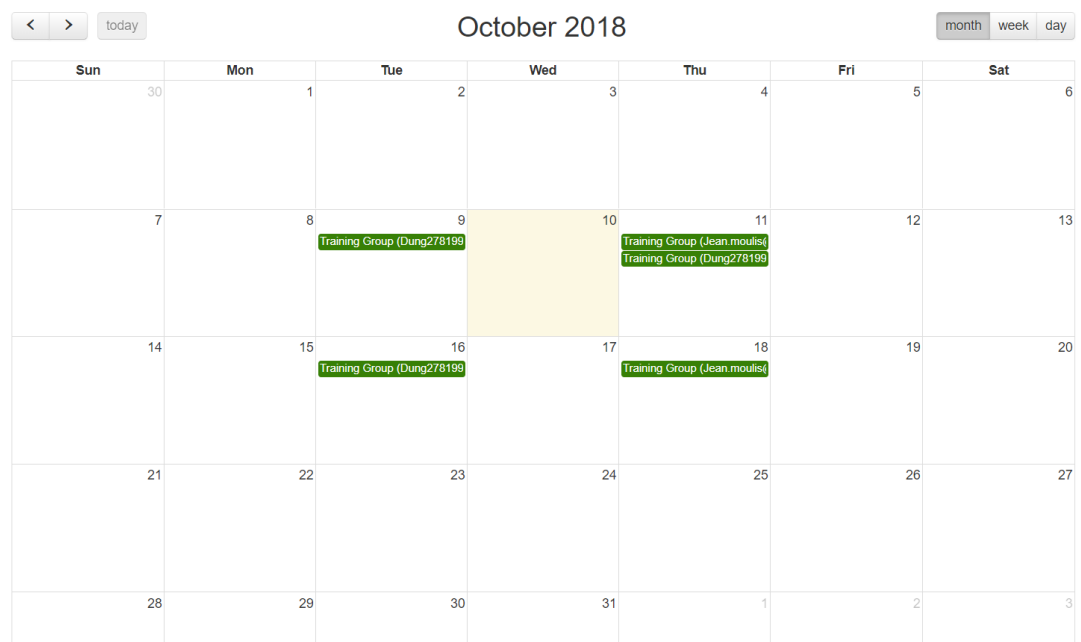 today
October 2018
month week day
Sun Mon Tue Wed Thu Fri Sat
30 1 2 3 4 5 6
7 8 9 10 11 12 13
Training Group (Dung278199 Training Group (Jean.moulis@
Training Group (Dung278199
14 15 16 17 18 19 20
Training Group (Dung278199 Training Group (Jean.moulis@
21 22 23 24 25 26 27
28 29 30 31 1 2 3